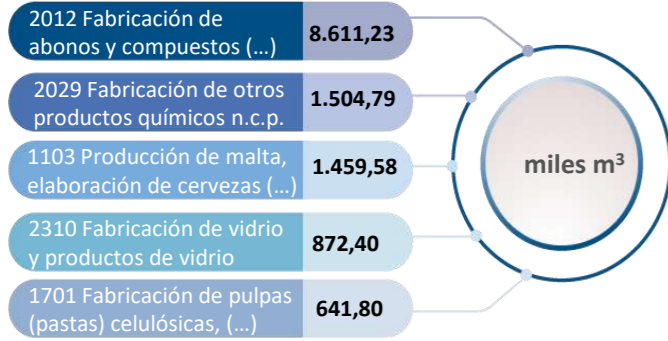 2012 Fabricación de
abonos y compuestos (...)
8.611,23
2029 Fabricación de otros
productos químicos n.c.p.
1.504,79
1103 Producción de malta,
elaboración de cervezas (...)
1.459,58
2310 Fabricación de vidrio
y productos de vidrio
872,40
1701 Fabricación de pulpas
(pastas) celulósicas, (...)
641,80
miles m³